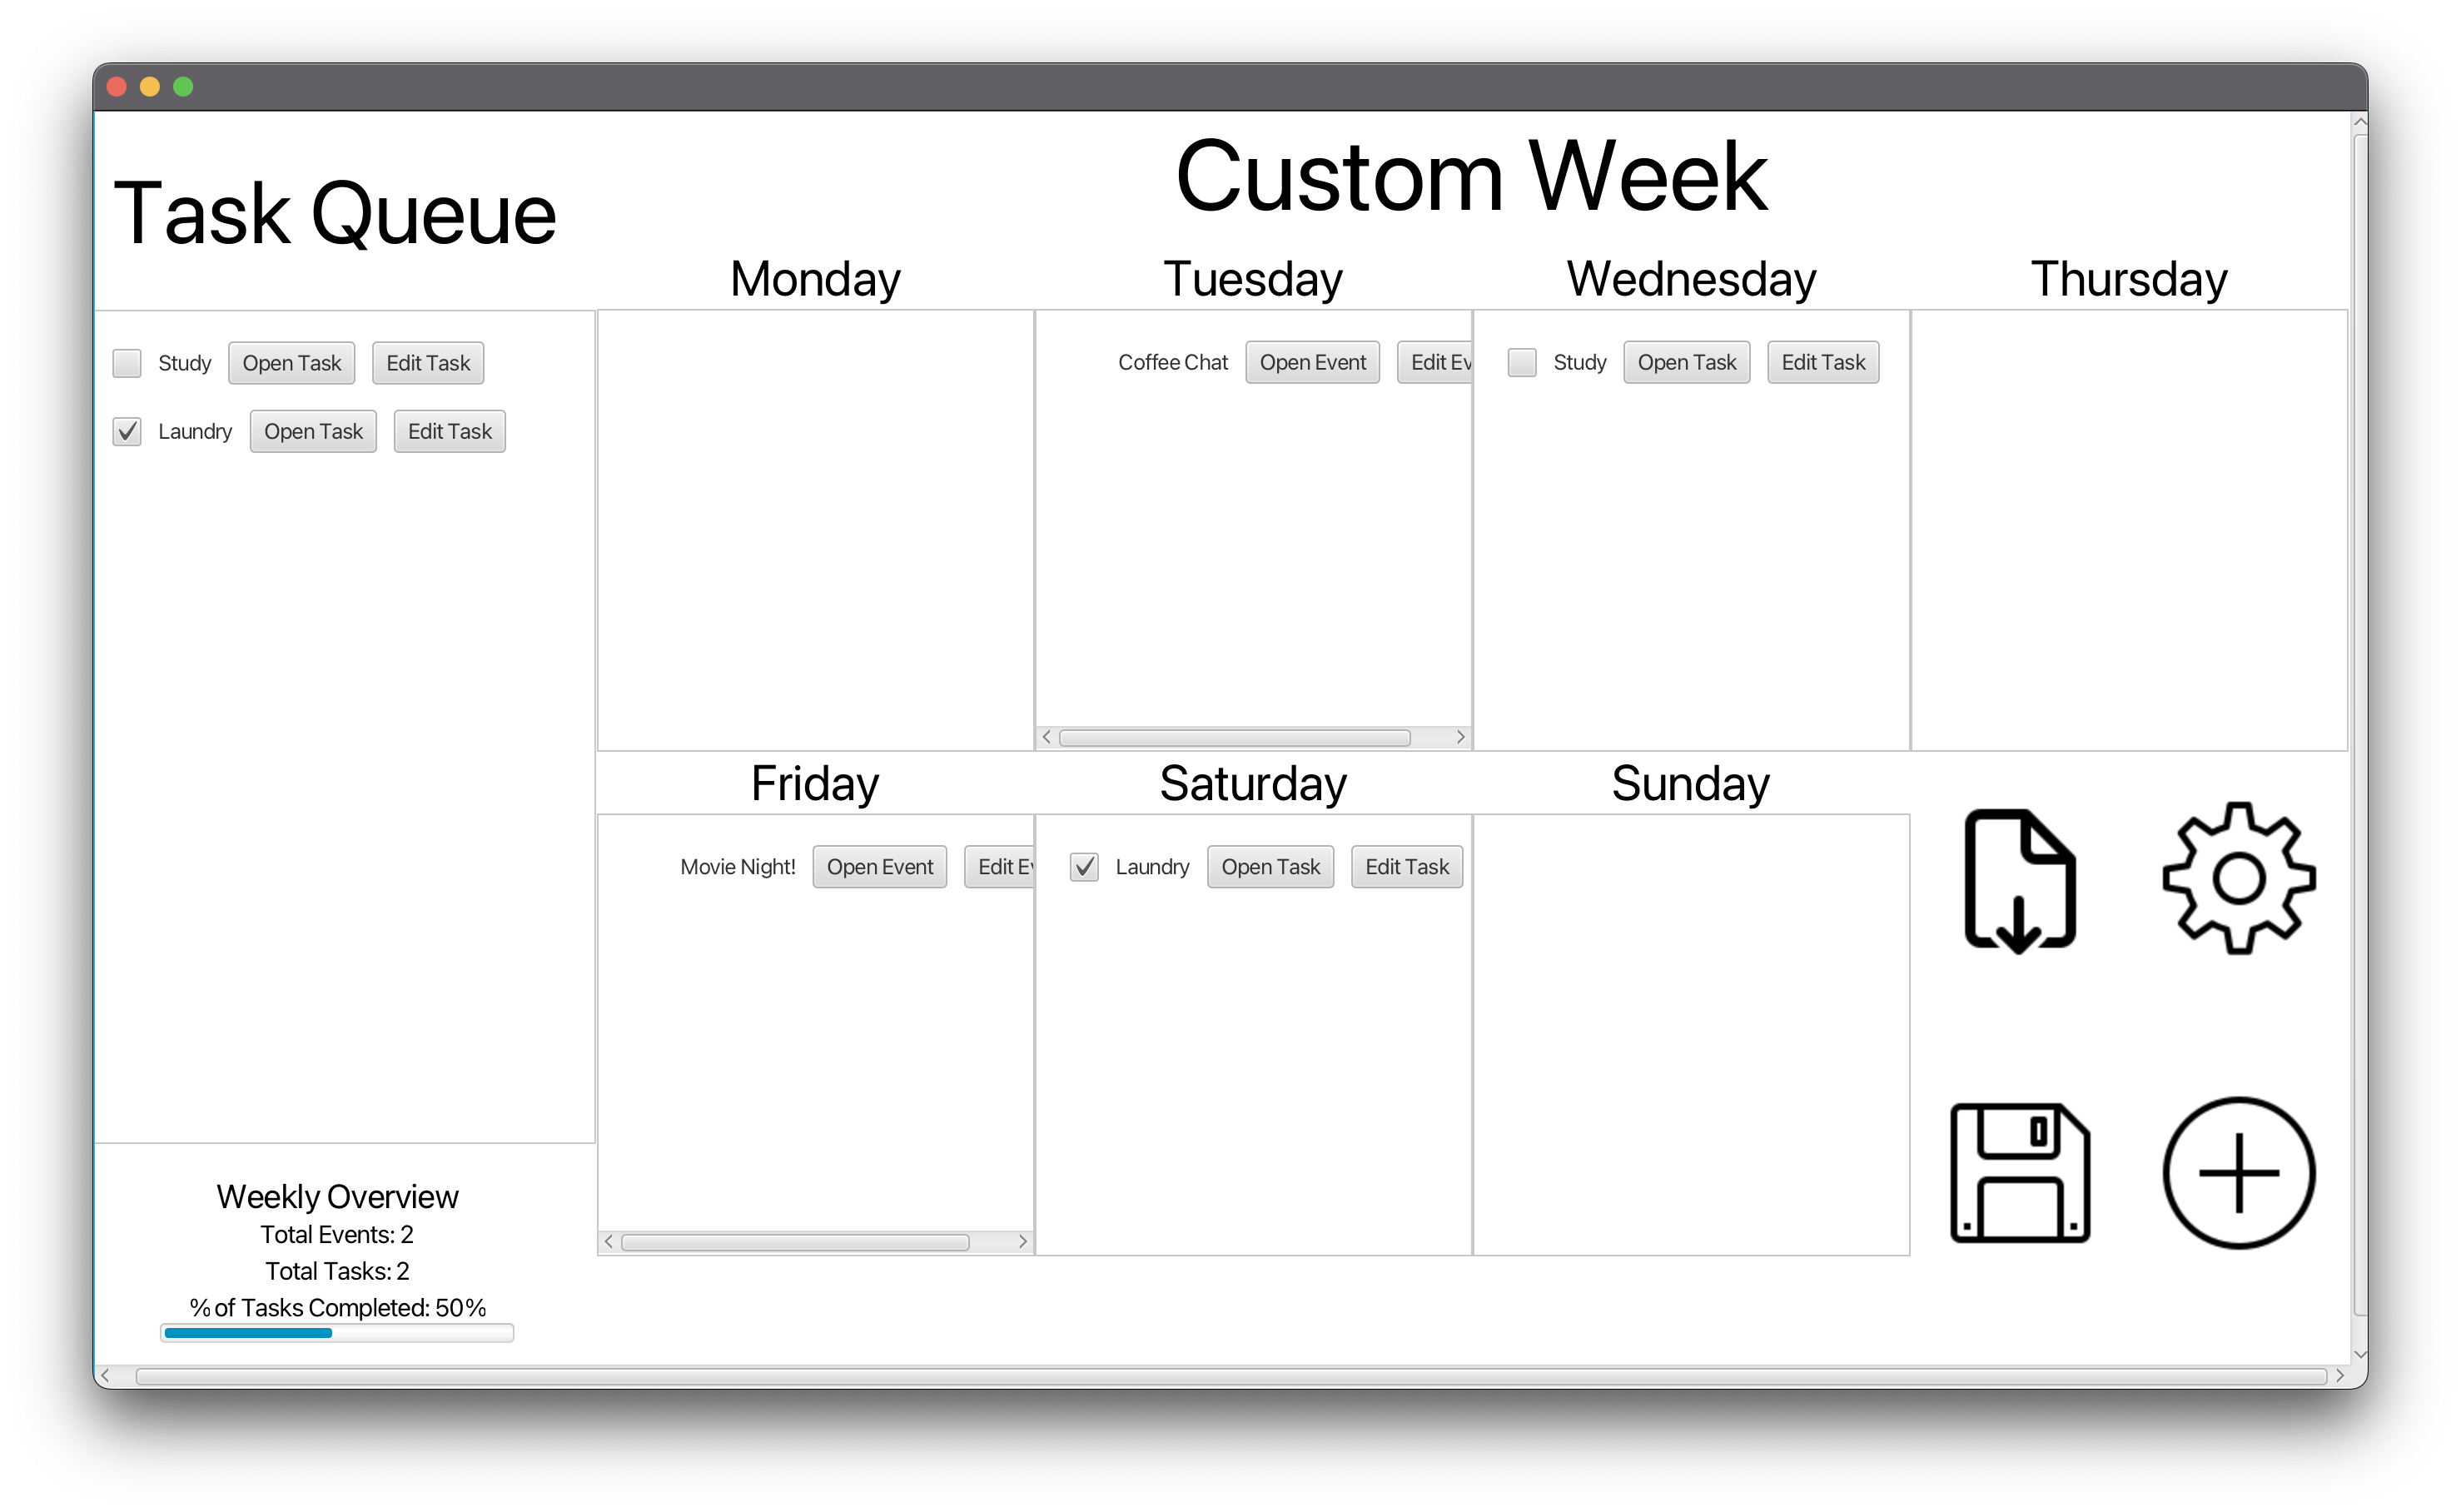 Task Queue
Custom Week
Monday
Tuesday
Wednesday
Thursday
Study Open Task Edit Task
Laundry Open Task Edit Task
Coffee Chat Open Event Edit Ev
Study Open Task Edit Task
Friday
Saturday
Sunday
Movie Night! Open Event Edit Ev
Laundry Open Task Edit Task
Weekly Overview
Total Events: 2
Total Tasks: 2
% of Tasks Completed: 50%